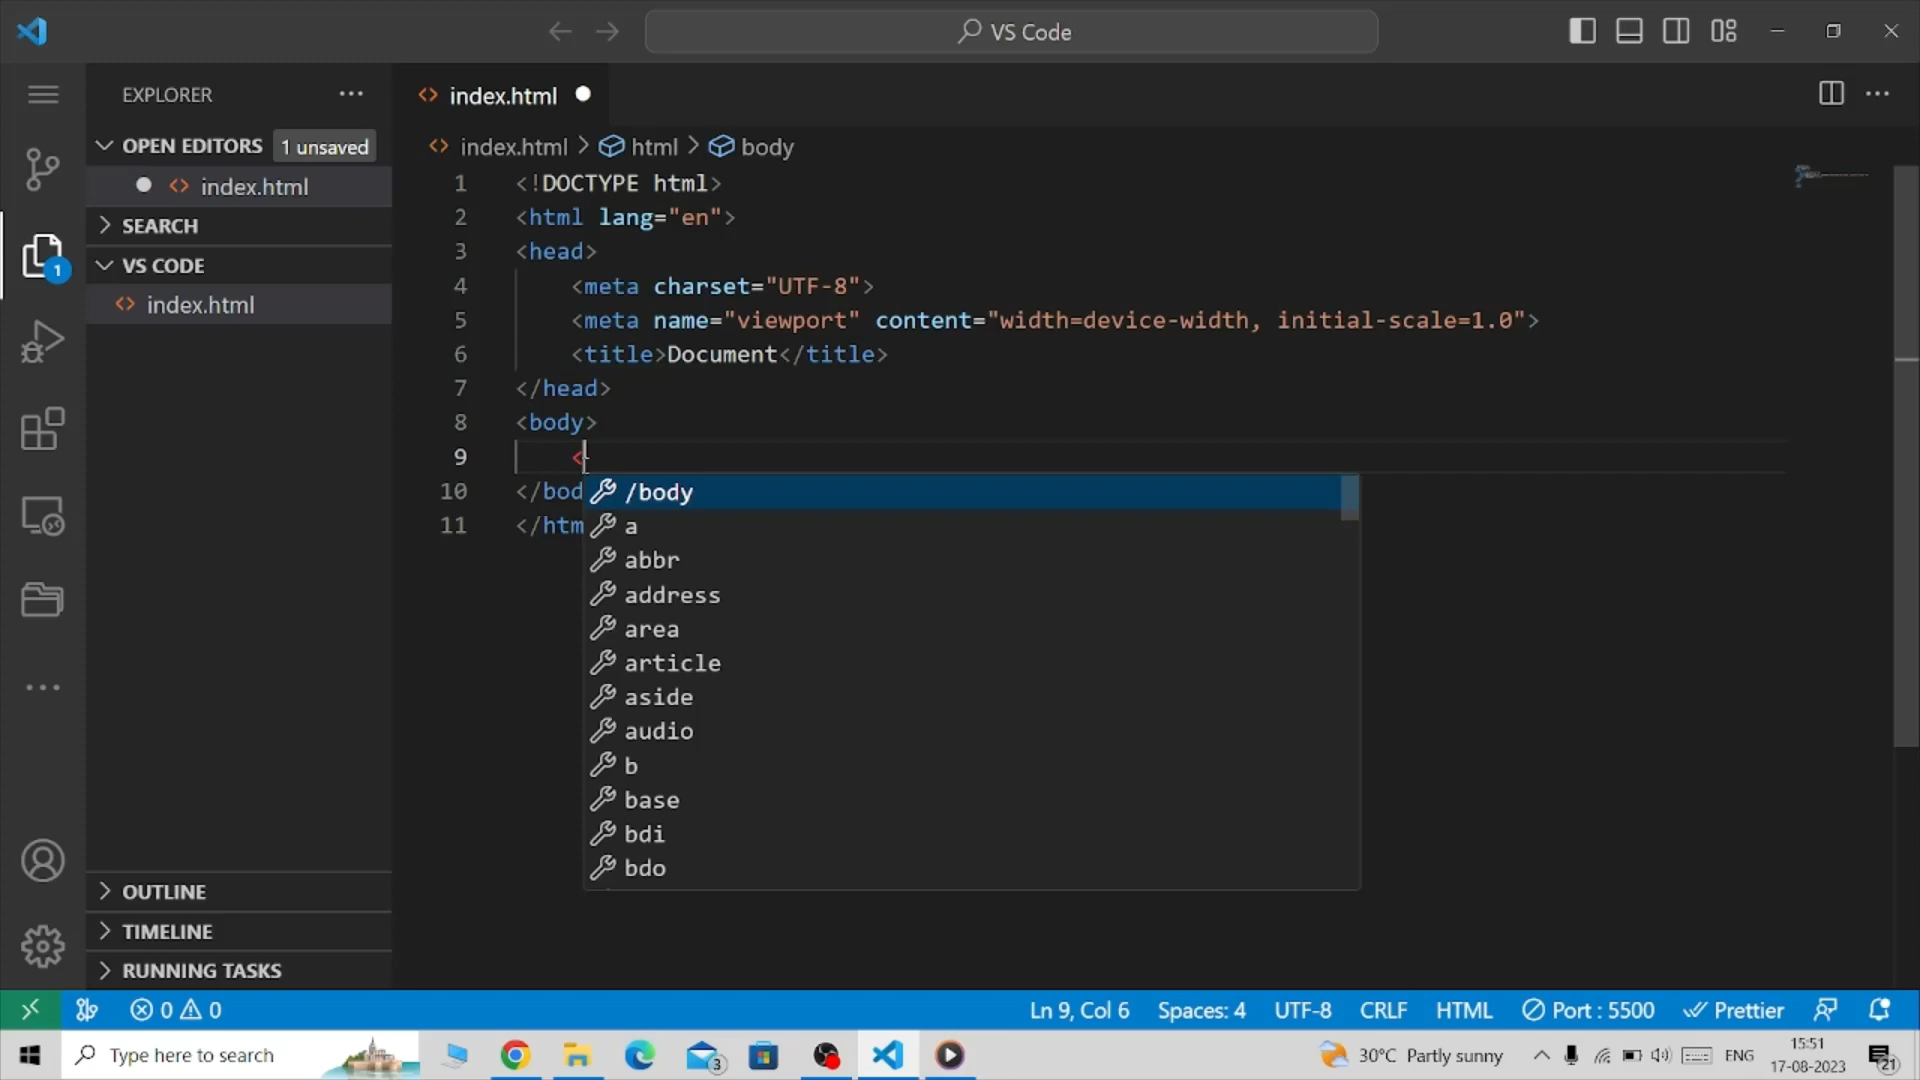 VS Code
EXPLORER
OPEN EDITORS 1 unsaved
index.html
SEARCH
VS CODE
index.html
1
OUTLINE
TIMELINE
RUNNING TASKS
index.html
index.html > html > body
1 <!DOCTYPE html>
2 <html lang="en">
3 <head>
4 <meta charset="UTF-8">
5 <meta name="viewport" content="width=device-width, initial-scale=1.0">
6 <title>Document</title>
7 </head>
8 <body>
9 <
10 </bod
11 </htm
/body
a
abbr
address
area
article
aside
audio
b
base
bdi
bdo
0 0 Ln 9, Col 6 Spaces: 4 UTF-8 CRLF HTML Port : 5500 Prettier
Type here to search 3 30°C Partly sunny ENG 15:51
17-08-2023 21